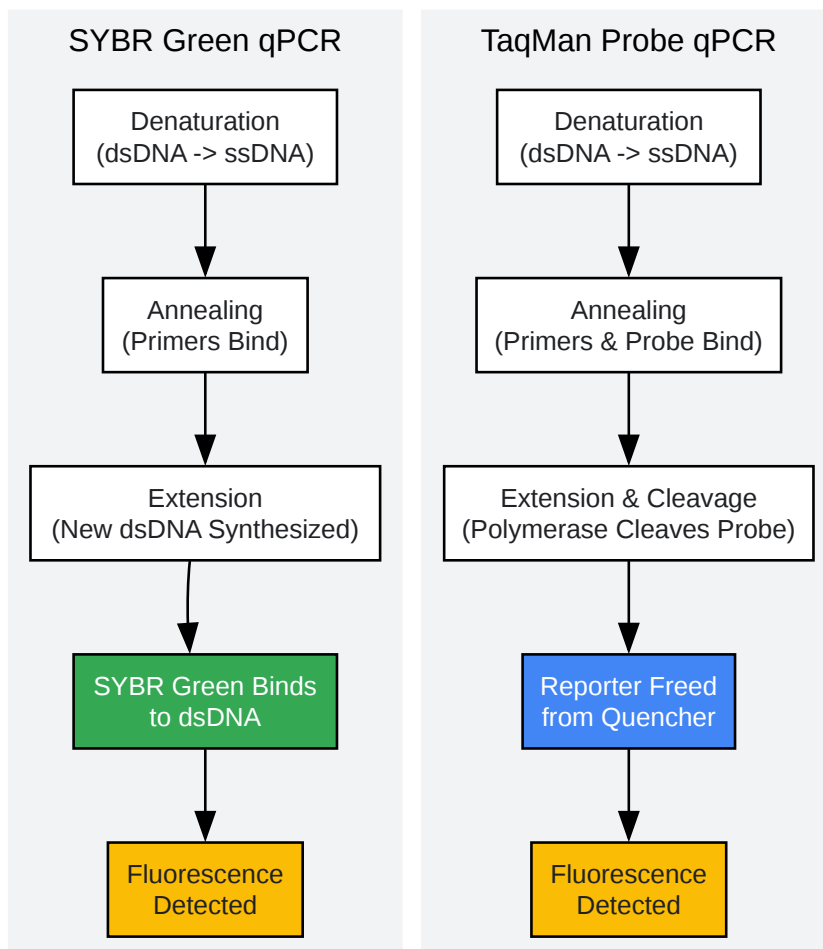 SYBR Green qPCR
Denaturation
(dsDNA -> ssDNA)
Annealing
(Primers Bind)
Extension
(New dsDNA Synthesized)
SYBR Green Binds
to dsDNA
Fluorescence
Detected
TaqMan Probe qPCR
Denaturation
(dsDNA -> ssDNA)
Annealing
(Primers & Probe Bind)
Extension & Cleavage
(Polymerase Cleaves Probe)
Reporter Freed
from Quencher
Fluorescence
Detected